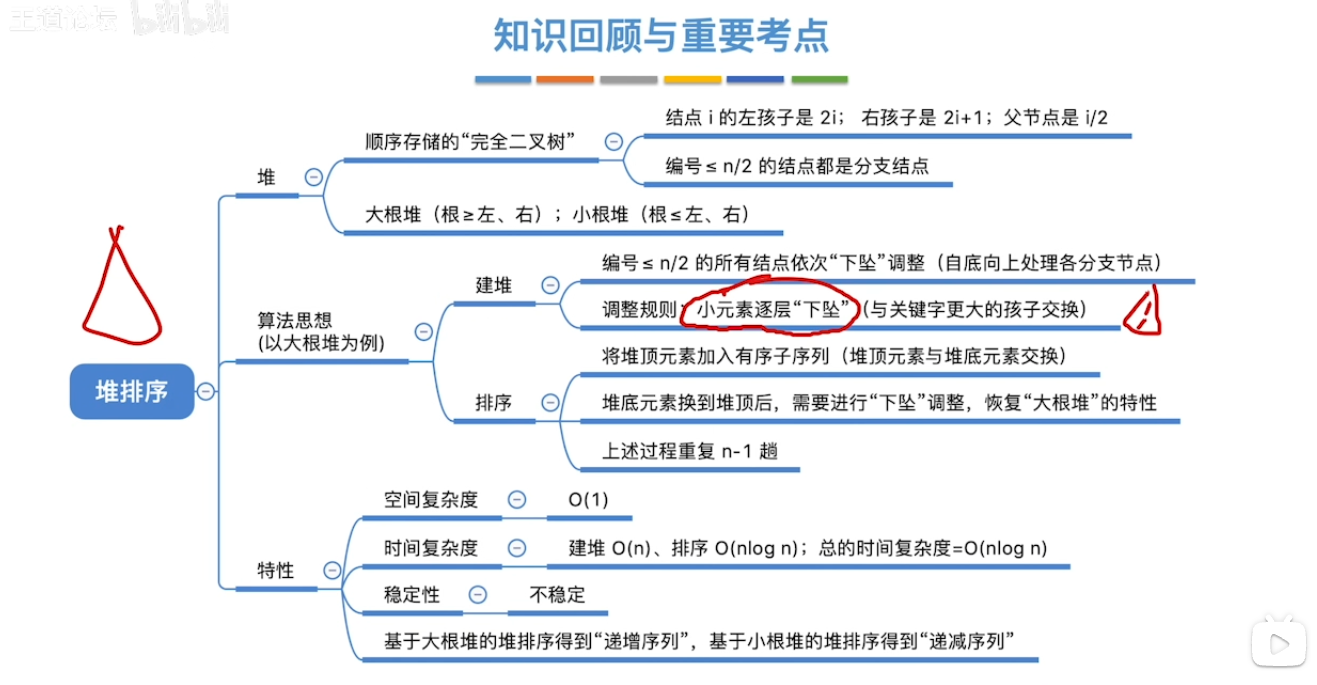 王道论坛 bilibili
知识回顾与重要考点
堆排序
堆
顺序存储的“完全二叉树”
结点 i 的左孩子是 2i； 右孩子是 2i+1；父节点是 i/2
编号≤ n/2 的结点都是分支结点
大根堆（根≥左、右）；小根堆（根≤左、右）
算法思想
(以大根堆为例)
建堆
编号≤ n/2 的所有结点依次“下坠”调整（自底向上处理各分支节点）
调整规则：小元素逐层“下坠”（与关键字更大的孩子交换）
排序
将堆顶元素加入有序子序列（堆顶元素与堆底元素交换）
堆底元素换到堆顶后，需要进行“下坠”调整，恢复“大根堆”的特性
上述过程重复 n-1 趟
特性
空间复杂度
O(1)
时间复杂度
建堆 O(n)、排序 O(nlog n)；总的时间复杂度=O(nlog n)
稳定性
不稳定
基于大根堆的堆排序得到“递增序列”，基于小根堆的堆排序得到“递减序列”